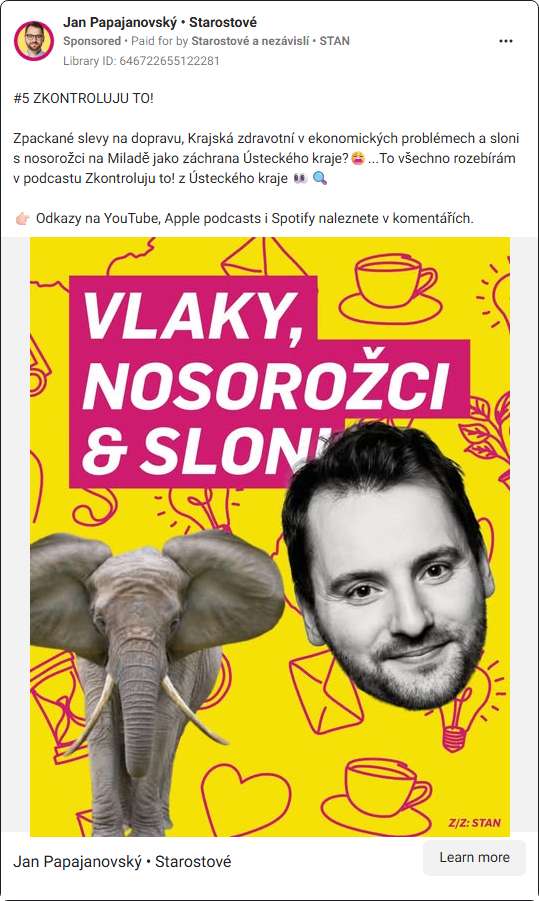 Jan Papajanovský • Starostové
Sponsored • Paid for by Starostové a nezávislí • STAN
Library ID: 646722655122281
#5 ZKONTROLUJU TO!
Zpackané slevy na dopravu, Krajská zdravotní v ekonomických problémech a sloni
s nosorožci na Miladě jako záchrana Ústeckého kraje?😩...To všechno rozebírám
v podcastu Zkontroluju to! z Ústeckého kraje 👀 🔍
👉🏻 Odkazy na YouTube, Apple podcasts i Spotify naleznete v komentářích.
VLAKY,
NOSOROŽCI
& SLONI
Z/Z: STAN
Jan Papajanovský • Starostové
Learn more